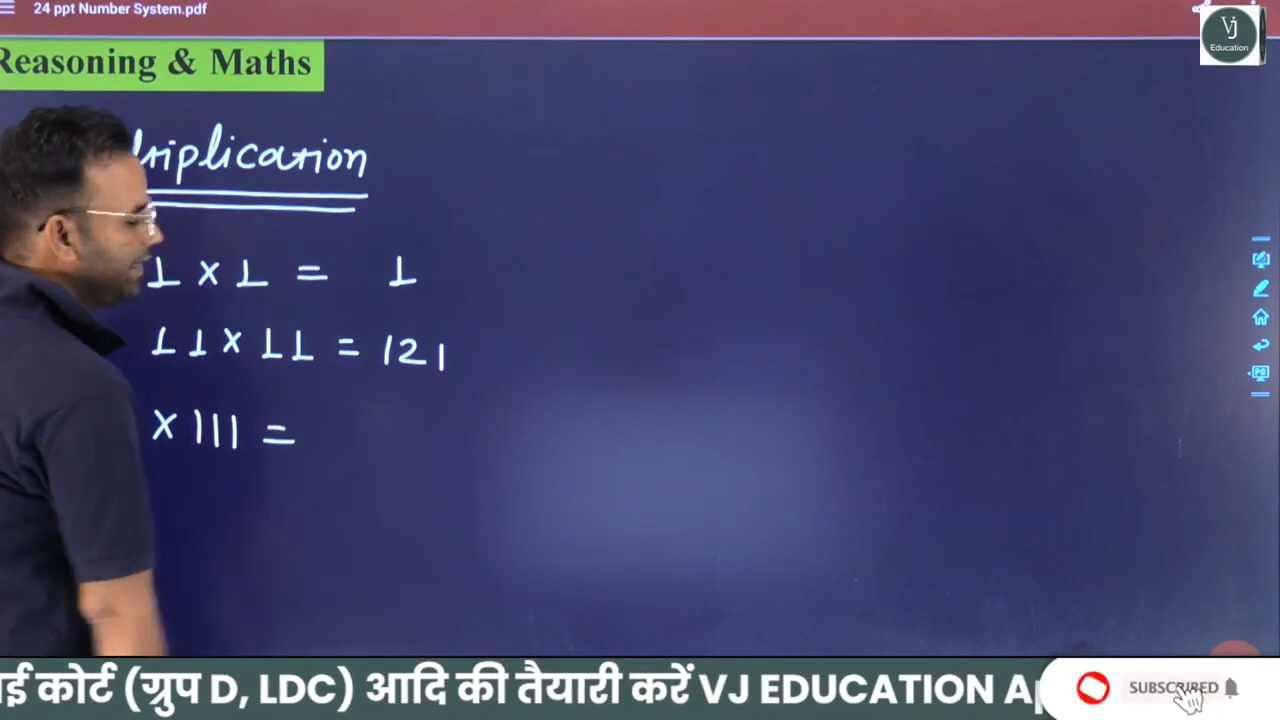 24 ppt Number System.pdf
VJ
Education
Reasoning & Maths
1 × 1 = 1
11 × 11 = 121
× 111 =
PC
कोर्ट (ग्रुप D, LDC) आदि की तैयारी करें VJ EDUCATION
SUBSCRIBED